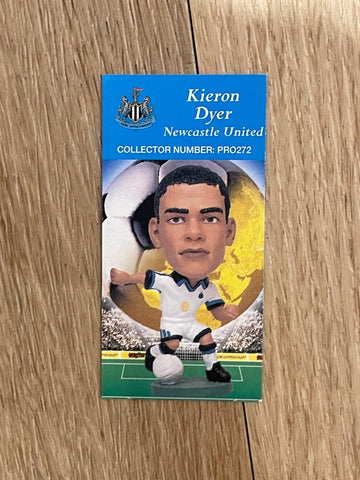 Kieron
Dyer
Newcastle United
COLLECTOR NUMBER: PRO272